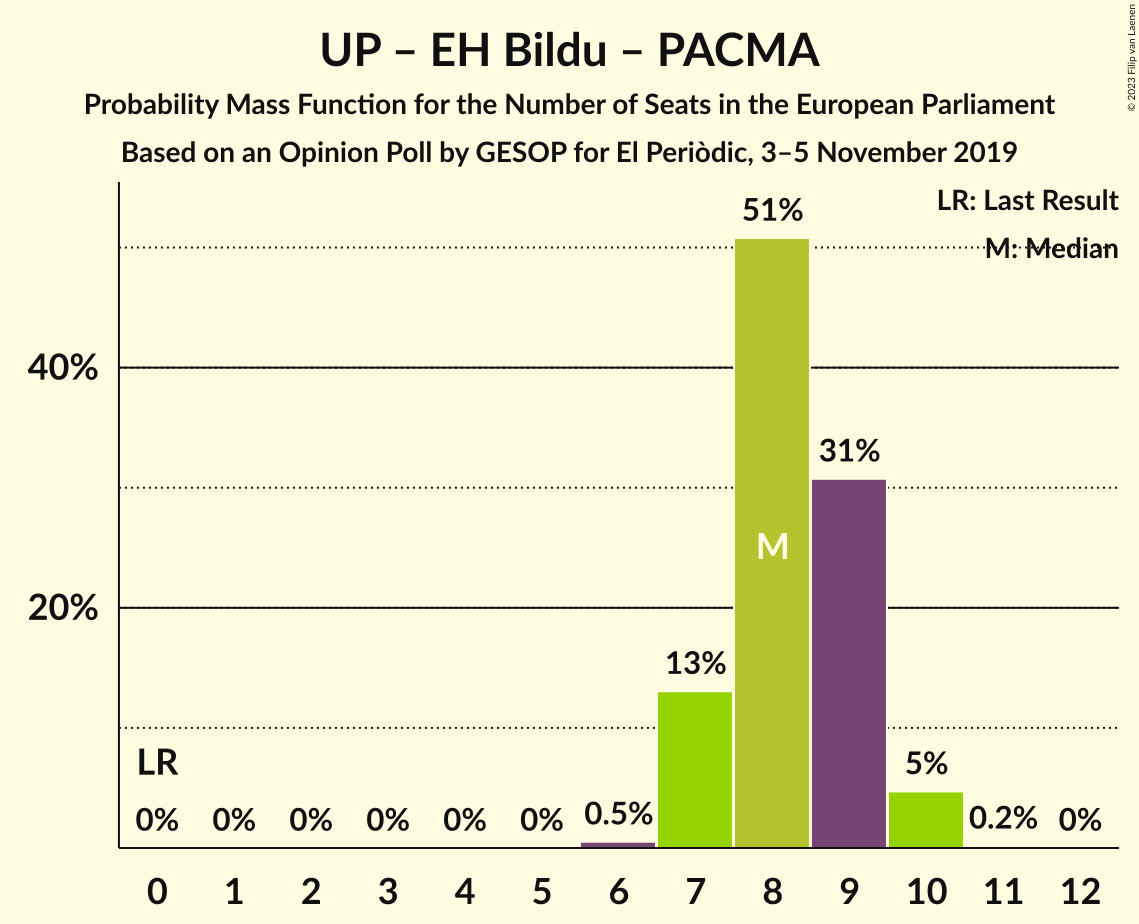 UP – EH Bildu – PACMA
Probability Mass Function for the Number of Seats in the European Parliament
Based on an Opinion Poll by GESOP for El Periòdic, 3–5 November 2019
© 2023 Filip van Laenen
LR: Last Result
M: Median
51%
40%
31%
M
20%
13%
LR
5%
0% 0% 0% 0% 0% 0% 0.5% 0.2% 0%
0 1 2 3 4 5 6 7 8 9 10 11 12